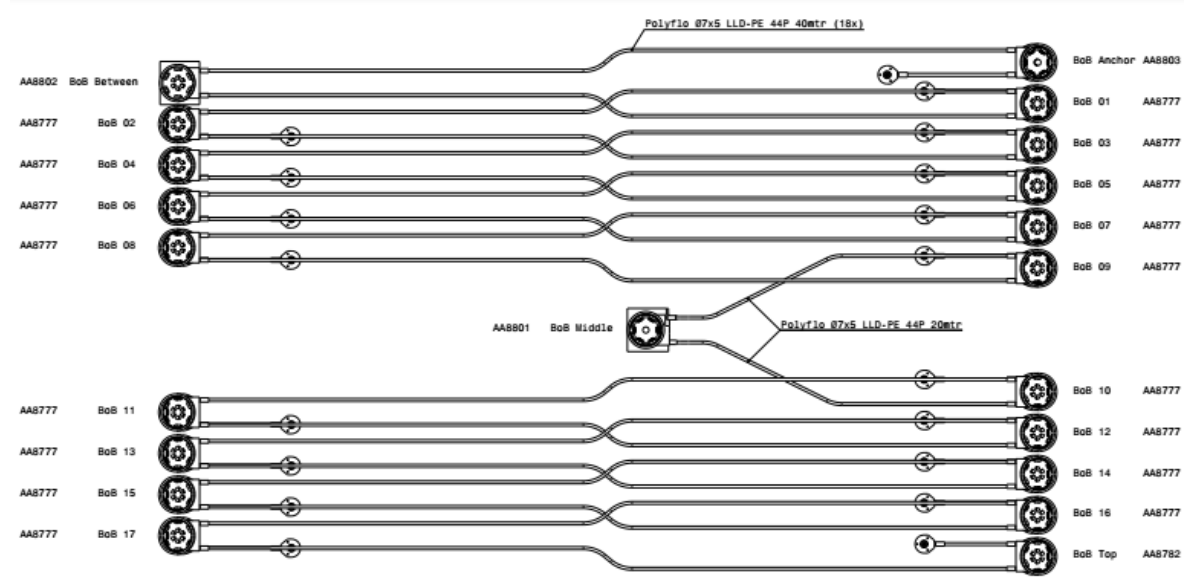 Polyflo Ø7x5 LLD-PE 44P 40mtr (18x)
BoB Anchor AA8803
AA8802 BoB Between
BoB 01 AA8777
AA8777 BoB 02
BoB 03 AA8777
AA8777 BoB 04
BoB 05 AA8777
AA8777 BoB 06
BoB 07 AA8777
AA8777 BoB 08
BoB 09 AA8777
AA8801 BoB Middle
Polyflo Ø7x5 LLD-PE 44P 20mtr
BoB 10 AA8777
AA8777 BoB 11
BoB 12 AA8777
AA8777 BoB 13
BoB 14 AA8777
AA8777 BoB 15
BoB 16 AA8777
AA8777 BoB 17
BoB Top AA8782